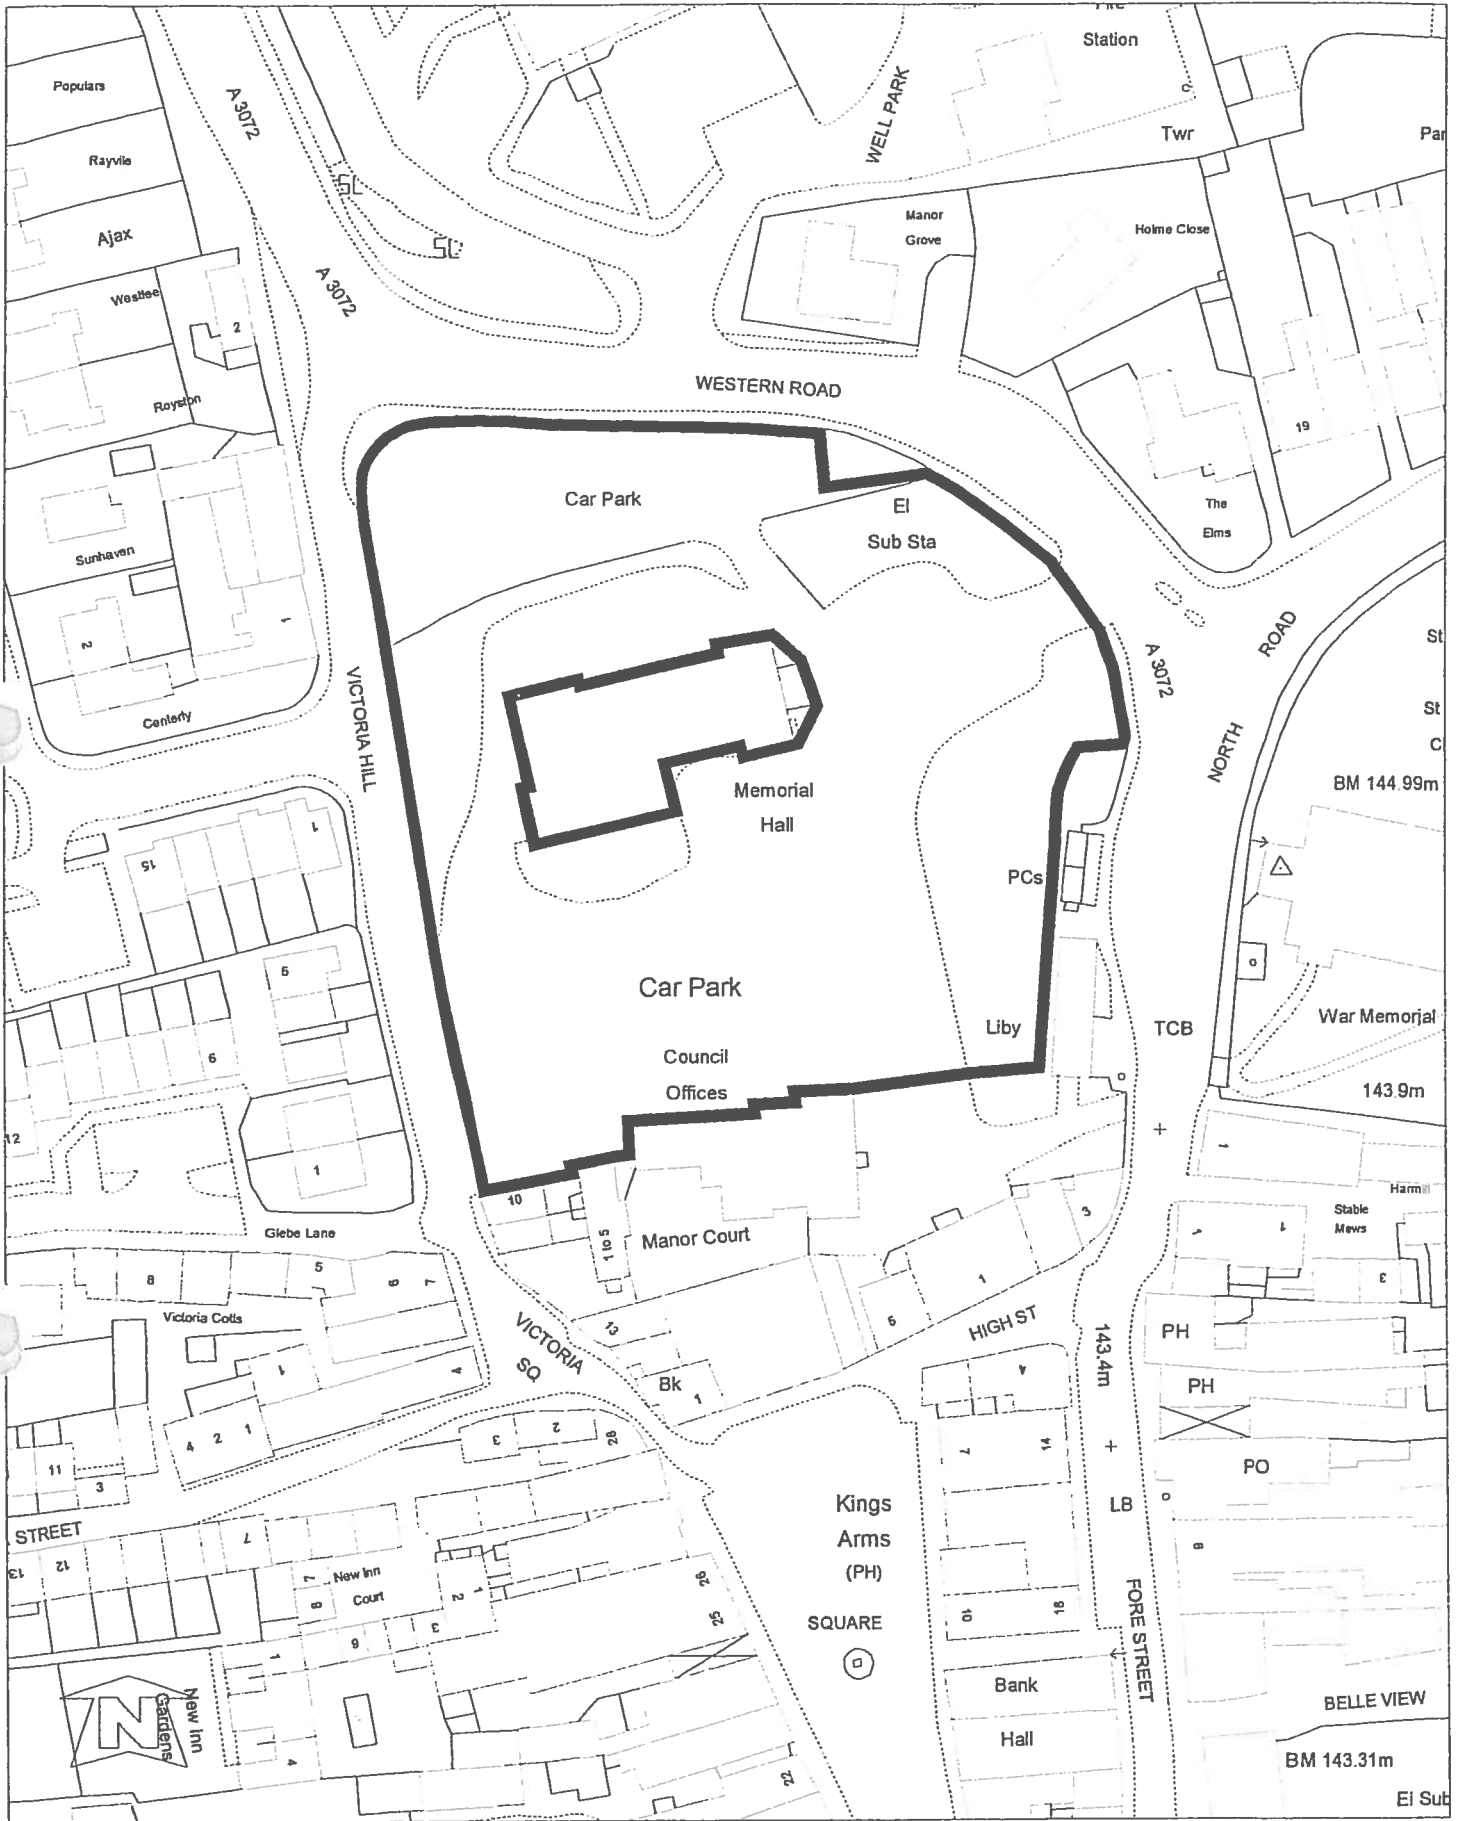 Station
Populars
A 3072
WELL PARK
Twr
Rayvile
Manor
Grove
Holme Close
Ajax
A 3072
Westlee
2
WESTERN ROAD
Royston
19
Car Park
El
Sub Sta
The
Elms
Sunhaven
1
2
ROAD
St
A 3072
VICTORIA HILL
Centerly
St
NORTH
C
BM 144.99m
Memorial
Hall
1
15
PCs
5
Car Park
Liby
TCB
War Memorial
6
Council
Offices
143.9m
12
1
1
10
Glebe Lane
1 to 5
Manor Court
3
Stable
Mews
1
1
8
5
6
7
1
3
Victoria Cotts
VICTORIA
SQ
13
6
HIGH ST
143.4m
PH
1
4
Bk
1
4
PH
4
2
1
3
2
28
7
14
11
3
PO
Kings
Arms
(PH)
LB
STREET
13
12
7
8
New Inn
Court
7
8
2
1
26
25
SQUARE
10
16
FORE STREET
6
3
1
New Inn
Gardens
N
4
Bank
Hall
BELLE VIEW
BM 143.31m
22
El Sub